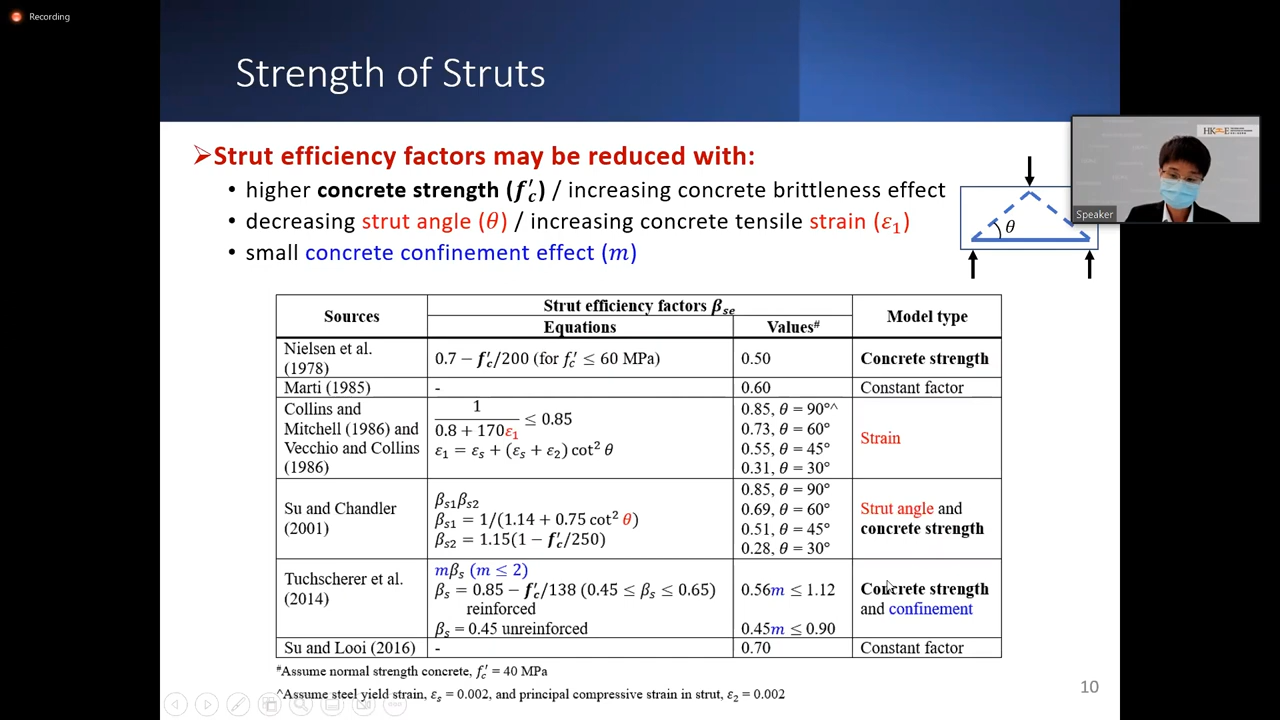 Recording
Strength of Struts
➢Strut efficiency factors may be reduced with:
• higher concrete strength (f′c) / increasing concrete brittleness effect
• decreasing strut angle (θ) / increasing concrete tensile strain (ε1)
• small concrete confinement effect (m)
HK
E
Speaker
θ
Sources
Strut efficiency factors βse
Equations
Values#
Model type
Nielsen et al.
(1978)
0.7 − f′c/200 (for f′c ≤ 60 MPa)
0.50
Concrete strength
Marti (1985)
-
0.60
Constant factor
Collins and
Mitchell (1986) and
Vecchio and Collins
(1986)
1
0.8 + 170ε1
≤ 0.85
ε1 = εs + (εs + ε2) cot² θ
0.85, θ = 90°^
0.73, θ = 60°
0.55, θ = 45°
0.31, θ = 30°
Strain
Su and Chandler
(2001)
βs1βs2
βs1 = 1/(1.14 + 0.75 cot² θ)
βs2 = 1.15(1 − f′c/250)
0.85, θ = 90°
0.69, θ = 60°
0.51, θ = 45°
0.28, θ = 30°
Strut angle and
concrete strength
Tuchscherer et al.
(2014)
mβs (m ≤ 2)
βs = 0.85 − f′c/138 (0.45 ≤ βs ≤ 0.65)
reinforced
βs = 0.45 unreinforced
0.56m ≤ 1.12
0.45m ≤ 0.90
Concrete strength
and confinement
Su and Looi (2016)
-
0.70
Constant factor
#Assume normal strength concrete, f′c = 40 MPa
^Assume steel yield strain, εs = 0.002, and principal compressive strain in strut, ε2 = 0.002
10